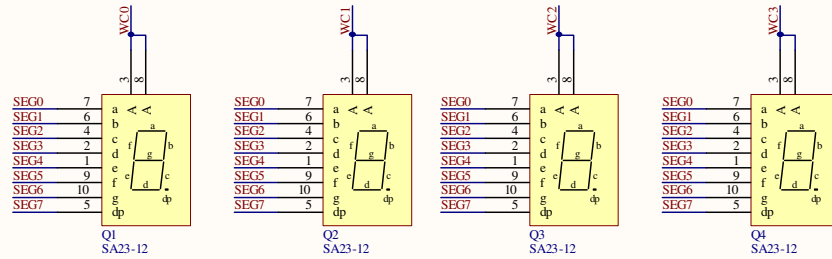 WC0 WC1 WC2 WC3
3 8 3 8 3 8 3 8
SEG0 7 a A A SEG0 7 a A A SEG0 7 a A A SEG0 7 a A A
SEG1 6 b SEG1 6 b SEG1 6 b SEG1 6 b
SEG2 4 c a SEG2 4 c a SEG2 4 c a SEG2 4 c a
SEG3 2 d f b SEG3 2 d f b SEG3 2 d f b SEG3 2 d f b
SEG4 1 e g SEG4 1 e g SEG4 1 e g SEG4 1 e g
SEG5 9 f e c SEG5 9 f e c SEG5 9 f e c SEG5 9 f e c
SEG6 10 g d dp SEG6 10 g d dp SEG6 10 g d dp SEG6 10 g d dp
SEG7 5 dp SEG7 5 dp SEG7 5 dp SEG7 5 dp
Q1 Q2 Q3 Q4
SA23-12 SA23-12 SA23-12 SA23-12